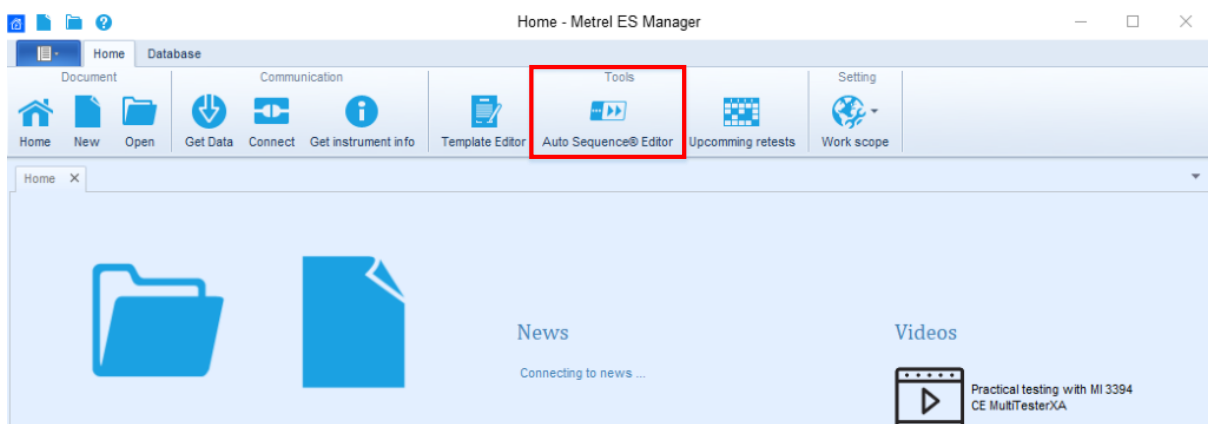 Home - Metrel ES Manager
Home Database
Document Communication Tools Setting
Home New Open Get Data Connect Get instrument info Template Editor Auto Sequence® Editor Upcomming retests Work scope
Home
News
Videos
Connecting to news ...
Practical testing with MI 3394
CE MultiTesterXA